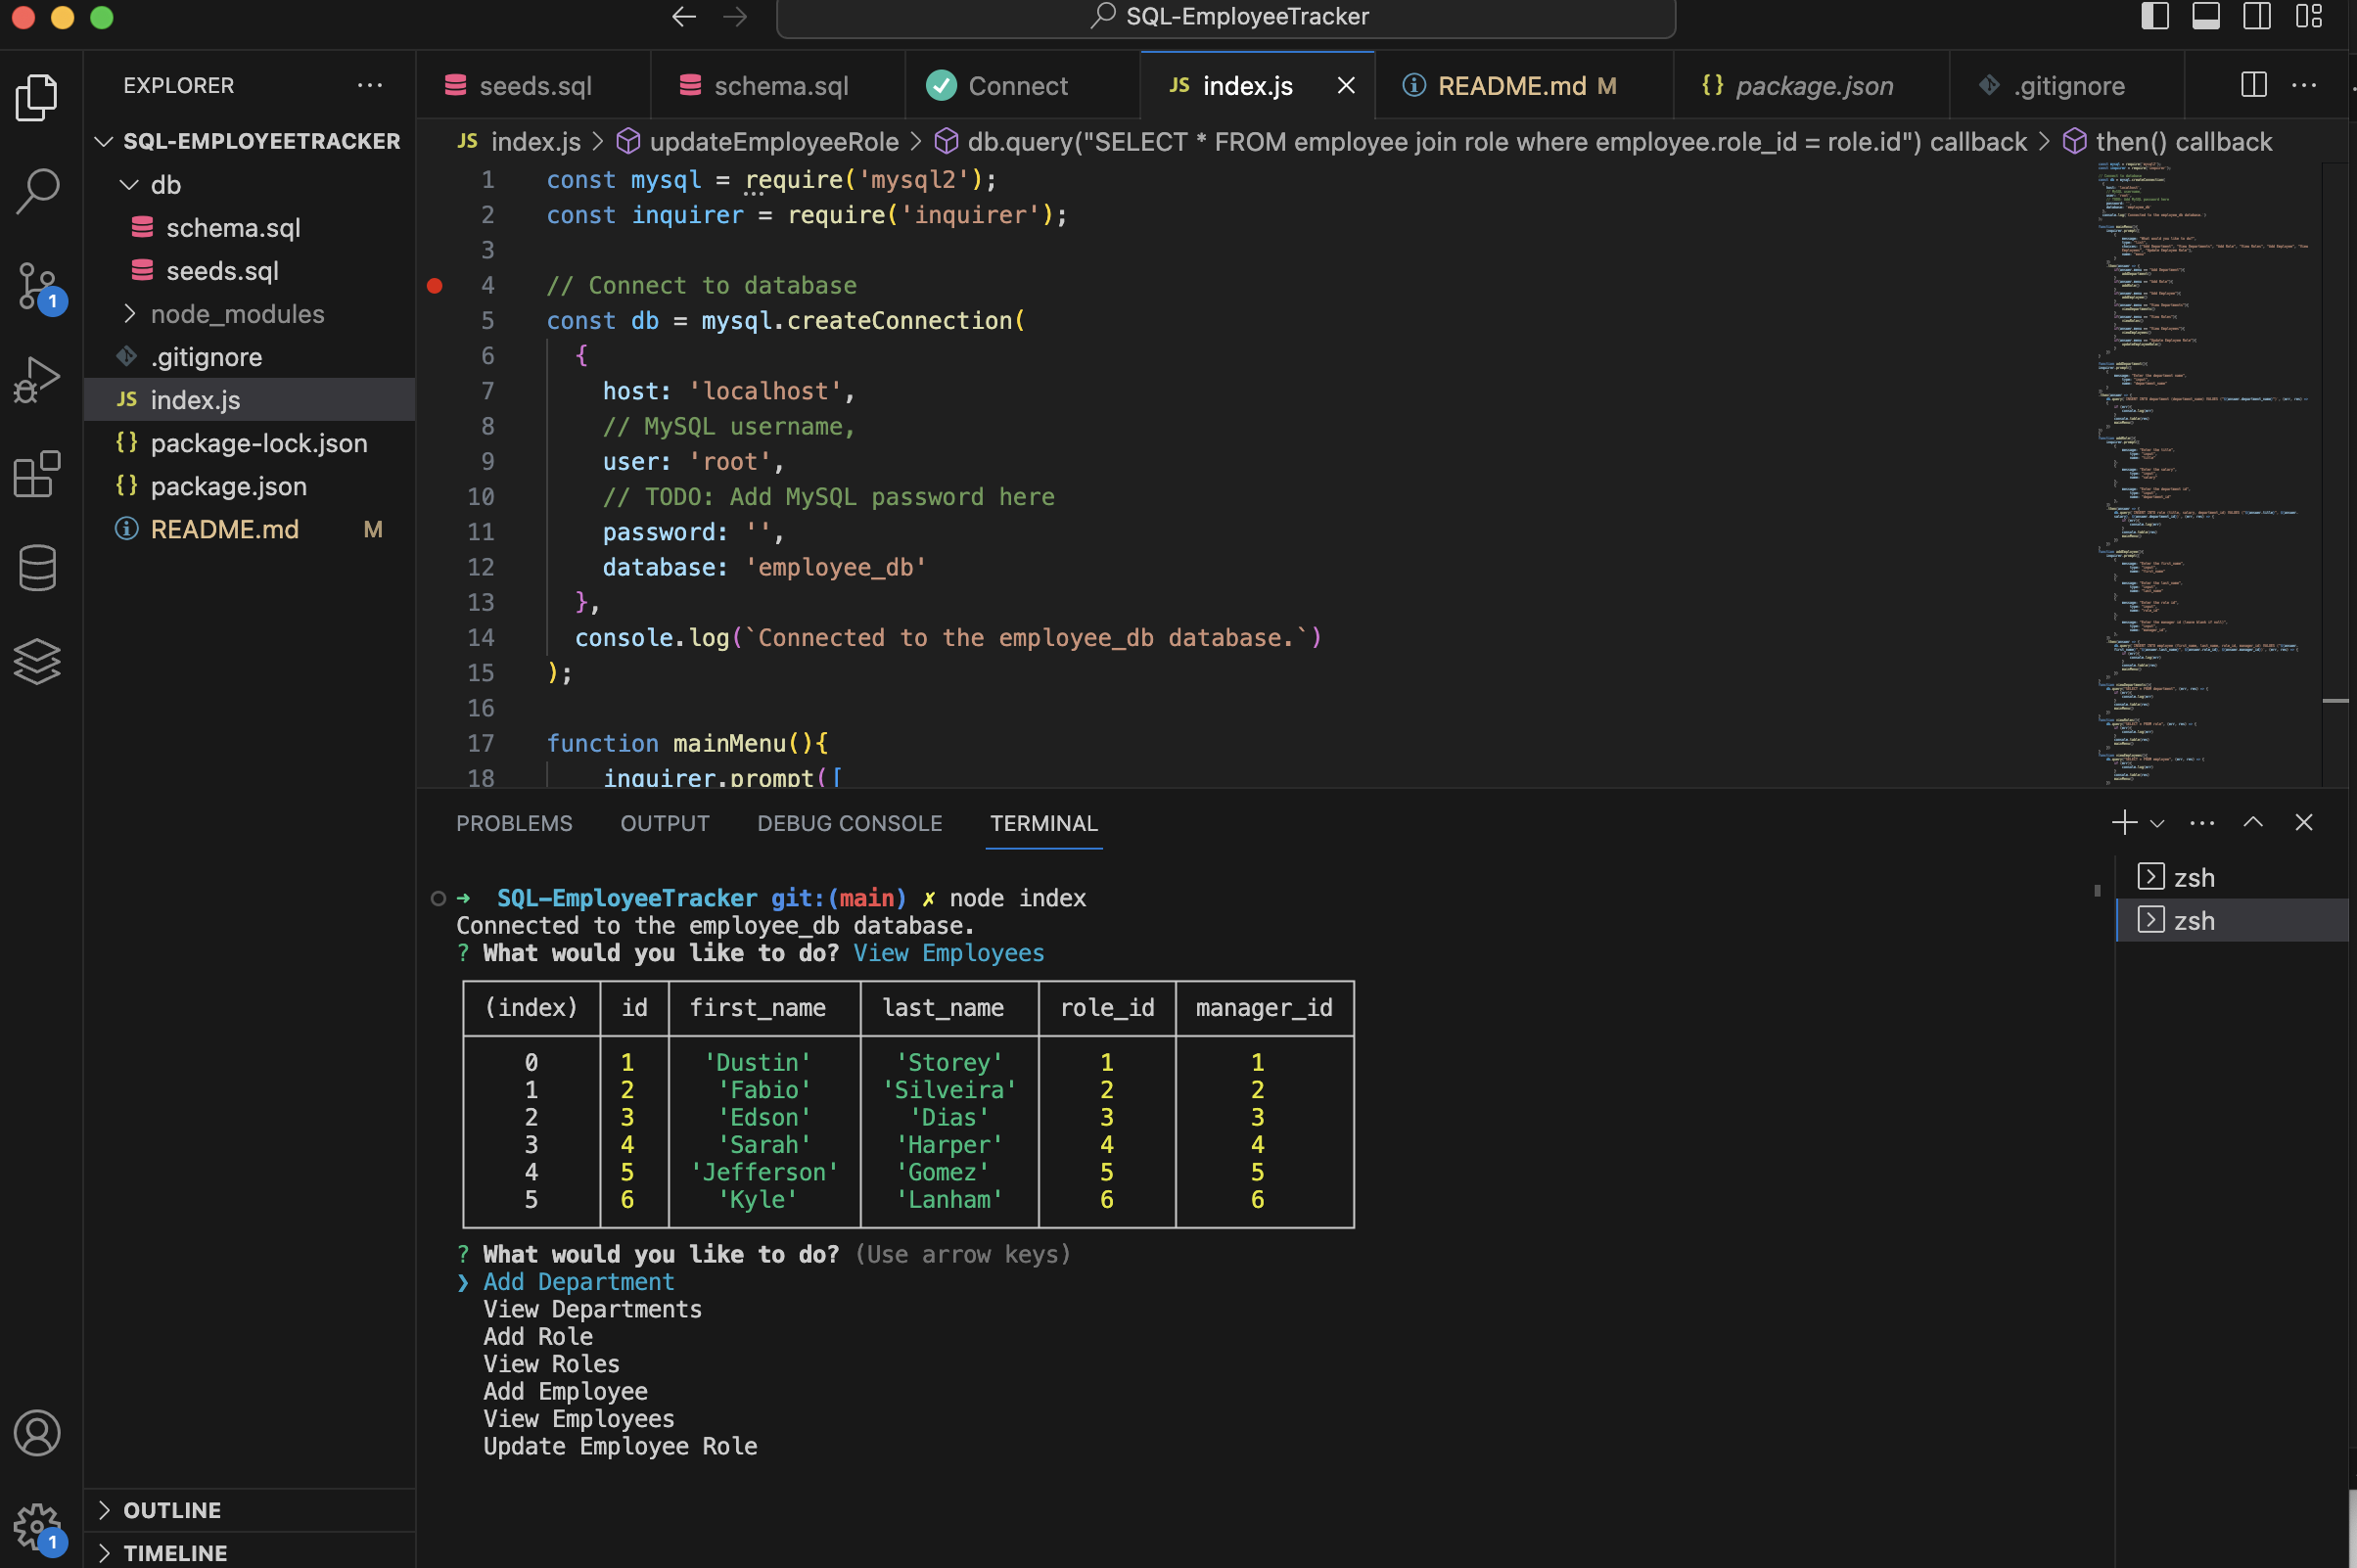 SQL-EmployeeTracker
EXPLORER
SQL-EMPLOYEETRACKER
db
schema.sql
seeds.sql
node_modules
.gitignore
JS index.js
{} package-lock.json
{} package.json
README.md M
OUTLINE
TIMELINE
1
1
seeds.sql
schema.sql
Connect
JS index.js
README.md M
{} package.json
.gitignore
JS index.js > updateEmployeeRole > db.query("SELECT * FROM employee join role where employee.role_id = role.id") callback > then() callback
1 const mysql = require('mysql2');
2 const inquirer = require('inquirer');
3
4 // Connect to database
5 const db = mysql.createConnection(
6 {
7 host: 'localhost',
8 // MySQL username,
9 user: 'root',
10 // TODO: Add MySQL password here
11 password: '',
12 database: 'employee_db'
13 },
14 console.log(`Connected to the employee_db database.`)
15 );
16
17 function mainMenu(){
18 inquirer.prompt([
PROBLEMS OUTPUT DEBUG CONSOLE TERMINAL
zsh
zsh
➜ SQL-EmployeeTracker git:(main) ✗ node index
Connected to the employee_db database.
? What would you like to do? View Employees
(index) id first_name last_name role_id manager_id
0 1 'Dustin' 'Storey' 1 1
1 2 'Fabio' 'Silveira' 2 2
2 3 'Edson' 'Dias' 3 3
3 4 'Sarah' 'Harper' 4 4
4 5 'Jefferson' 'Gomez' 5 5
5 6 'Kyle' 'Lanham' 6 6
? What would you like to do? (Use arrow keys)
❯ Add Department
View Departments
Add Role
View Roles
Add Employee
View Employees
Update Employee Role